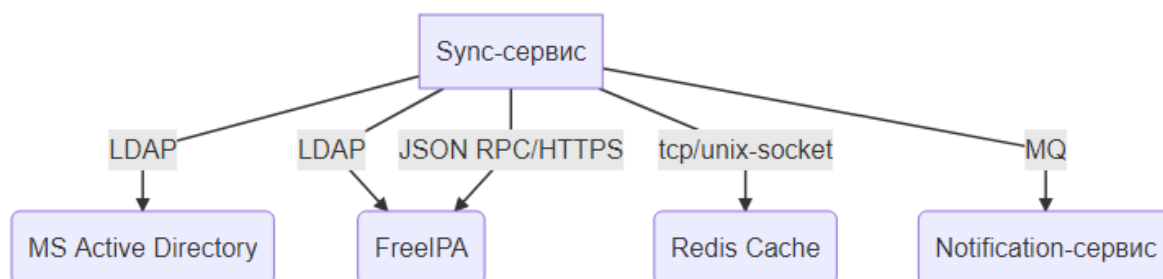 Sync-сервис
LDAP
LDAP
JSON RPC/HTTPS
tcp/unix-socket
MQ
MS Active Directory
FreeIPA
Redis Cache
Notification-сервис